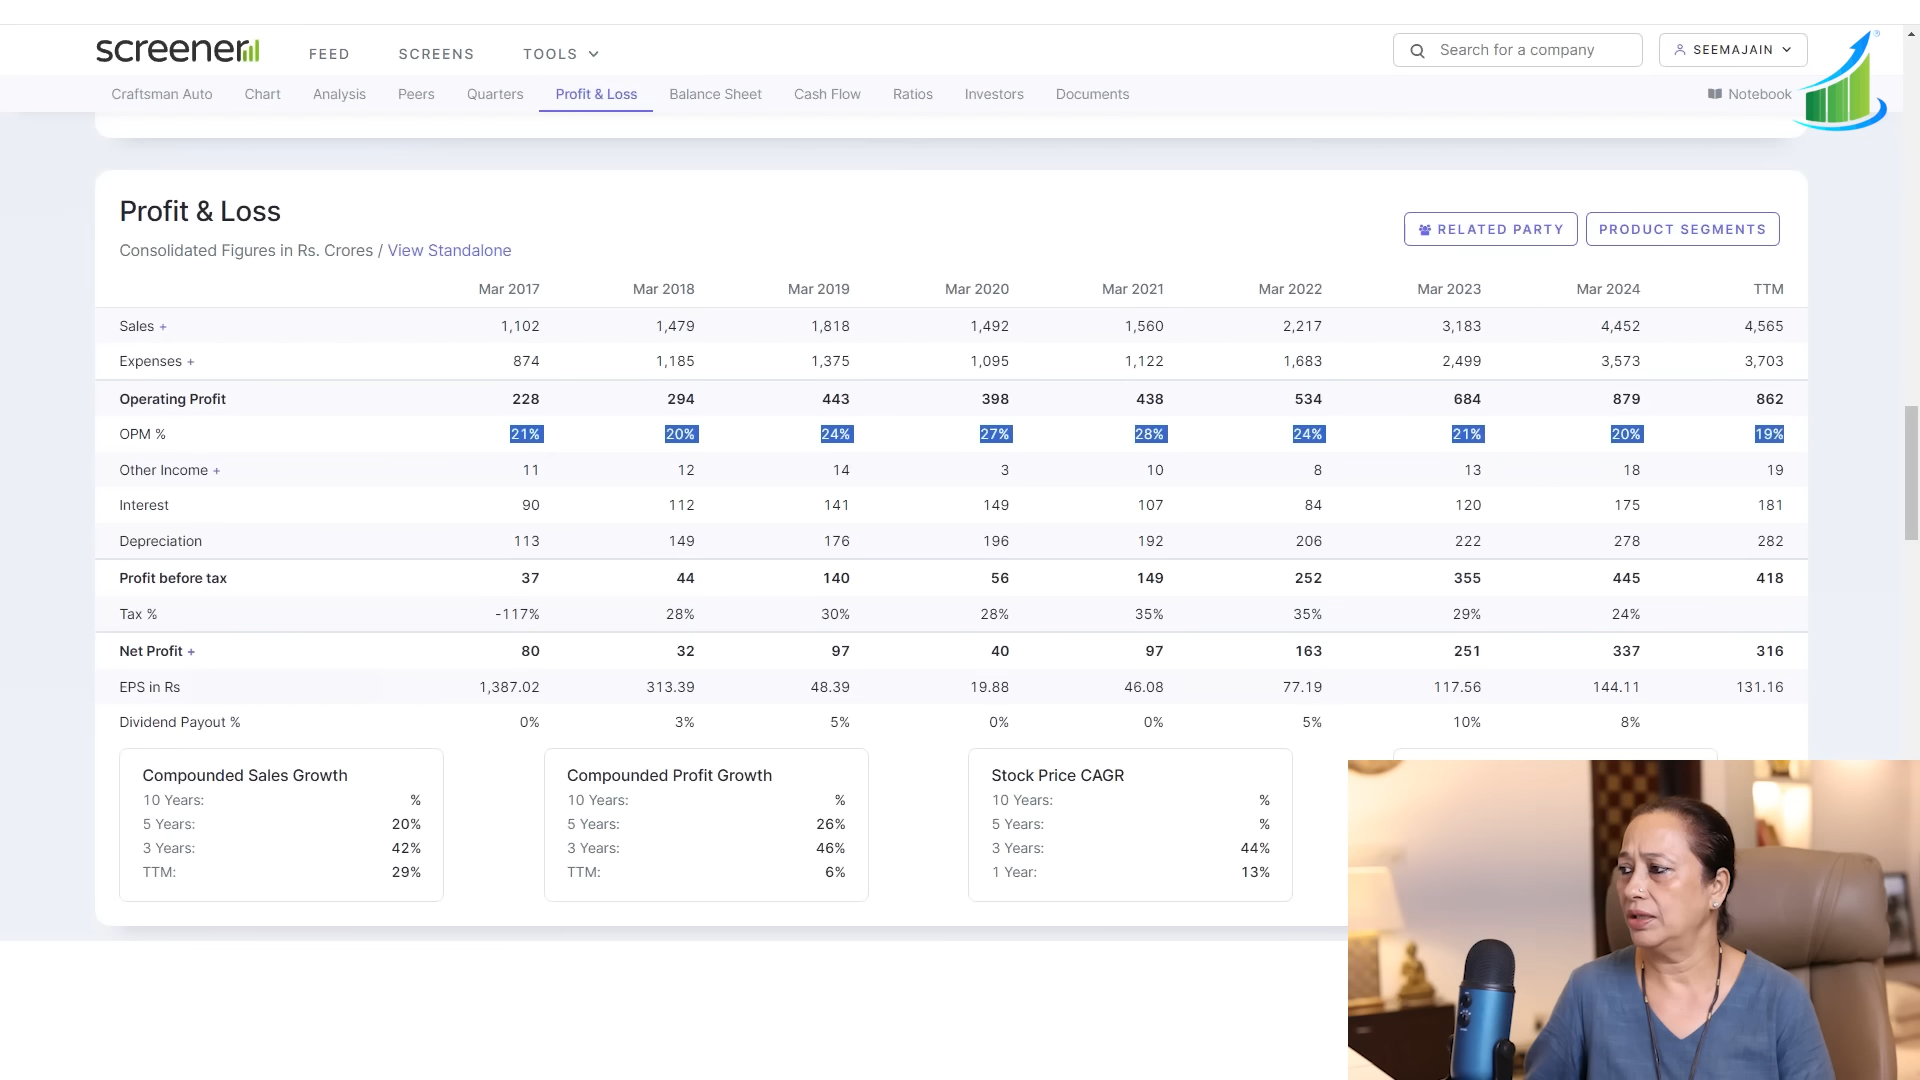 screener FEED SCREENS TOOLS Search for a company SEEMAJAIN
Craftsman Auto Chart Analysis Peers Quarters Profit & Loss Balance Sheet Cash Flow Ratios Investors Documents Notebook
Profit & Loss
RELATED PARTY PRODUCT SEGMENTS
Consolidated Figures in Rs. Crores / View Standalone
Mar 2017 Mar 2018 Mar 2019 Mar 2020 Mar 2021 Mar 2022 Mar 2023 Mar 2024 TTM
Sales + 1,102 1,479 1,818 1,492 1,560 2,217 3,183 4,452 4,565
Expenses + 874 1,185 1,375 1,095 1,122 1,683 2,499 3,573 3,703
Operating Profit 228 294 443 398 438 534 684 879 862
OPM % 21% 20% 24% 27% 28% 24% 21% 20% 19%
Other Income + 11 12 14 3 10 8 13 18 19
Interest 90 112 141 149 107 84 120 175 181
Depreciation 113 149 176 196 192 206 222 278 282
Profit before tax 37 44 140 56 149 252 355 445 418
Tax % -117% 28% 30% 28% 35% 35% 29% 24%
Net Profit + 80 32 97 40 97 163 251 337 316
EPS in Rs 1,387.02 313.39 48.39 19.88 46.08 77.19 117.56 144.11 131.16
Dividend Payout % 0% 3% 5% 0% 0% 5% 10% 8%
Compounded Sales Growth
10 Years: %
5 Years: 20%
3 Years: 42%
TTM: 29%
Compounded Profit Growth
10 Years: %
5 Years: 26%
3 Years: 46%
TTM: 6%
Stock Price CAGR
10 Years: %
5 Years: %
3 Years: 44%
1 Year: 13%